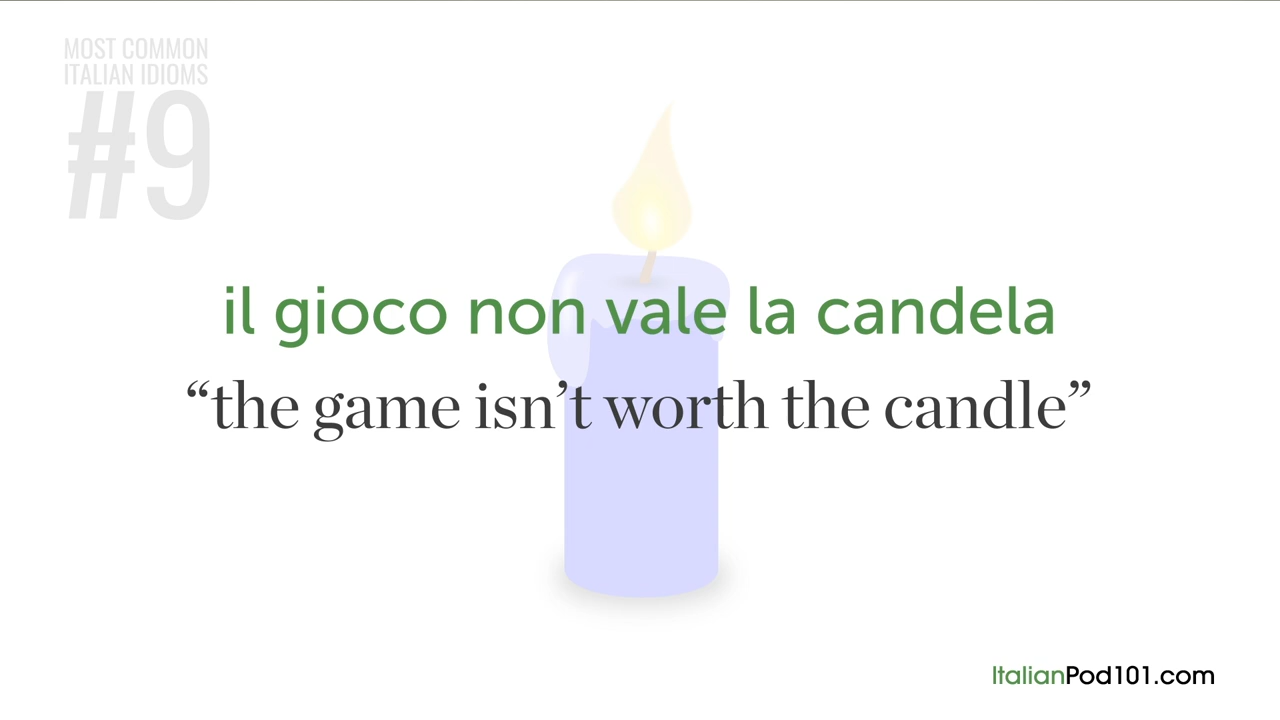 MOST COMMON
ITALIAN IDIOMS
#9
il gioco non vale la candela
“the game isn’t worth the candle”
ItalianPod101.com